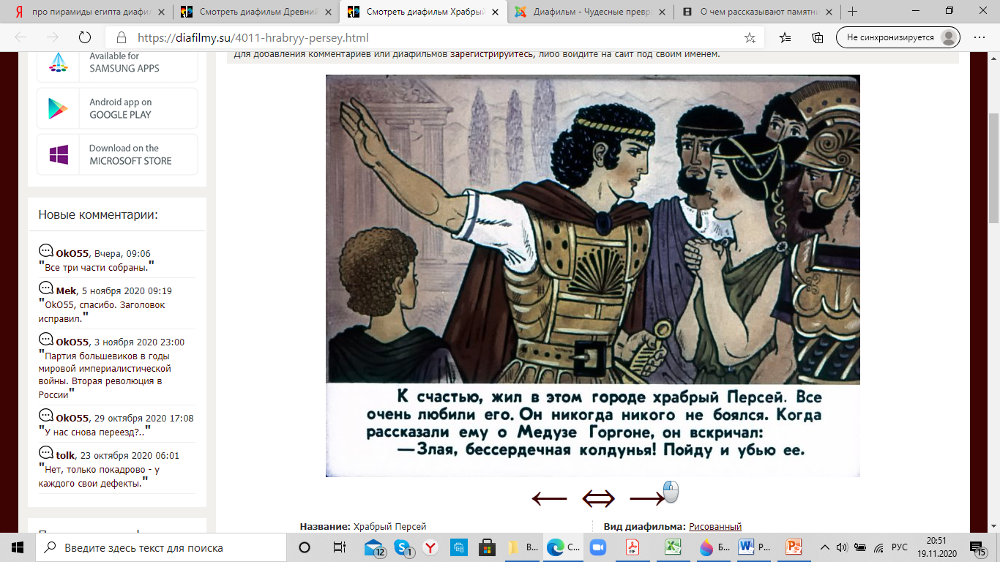 про пирамиды египта диафил
Смотреть диафильм Древний
Смотреть диафильм Храбрый
Диафильм - Чудесные превр
О чем рассказывают памятн
https://diafilmy.su/4011-hrabryy-persey.html
Не синхронизируется
Для добавления комментариев или диафильмов зарегистрируйтесь, либо войдите на сайт под своим именем.
Available for
SAMSUNG APPS
Android app on
GOOGLE PLAY
Download on the
MICROSOFT STORE
Новые комментарии:
OkO55, Вчера, 09:06
"Все три части собраны."
Mek, 5 ноября 2020 09:19
"OkO55, спасибо. Заголовок
исправил."
OkO55, 3 ноября 2020 23:00
"Партия большевиков в годы
мировой империалистической
войны. Вторая революция в
России"
OkO55, 29 октября 2020 17:08
"У нас снова переезд?.."
tolk, 23 октября 2020 06:01
"Нет, только покадрово - у
каждого свои дефекты."
К счастью, жил в этом городе храбрый Персей. Все
очень любили его. Он никогда никого не боялся. Когда
рассказали ему о Медузе Горгоне, он вскричал:
—Злая, бессердечная колдунья! Пойду и убью ее.
Название: Храбрый Персей
Вид диафильма: Рисованный
Введите здесь текст для поиска
12
1
В...
С...
Б...
Р...
РУС
20:51
19.11.2020
15